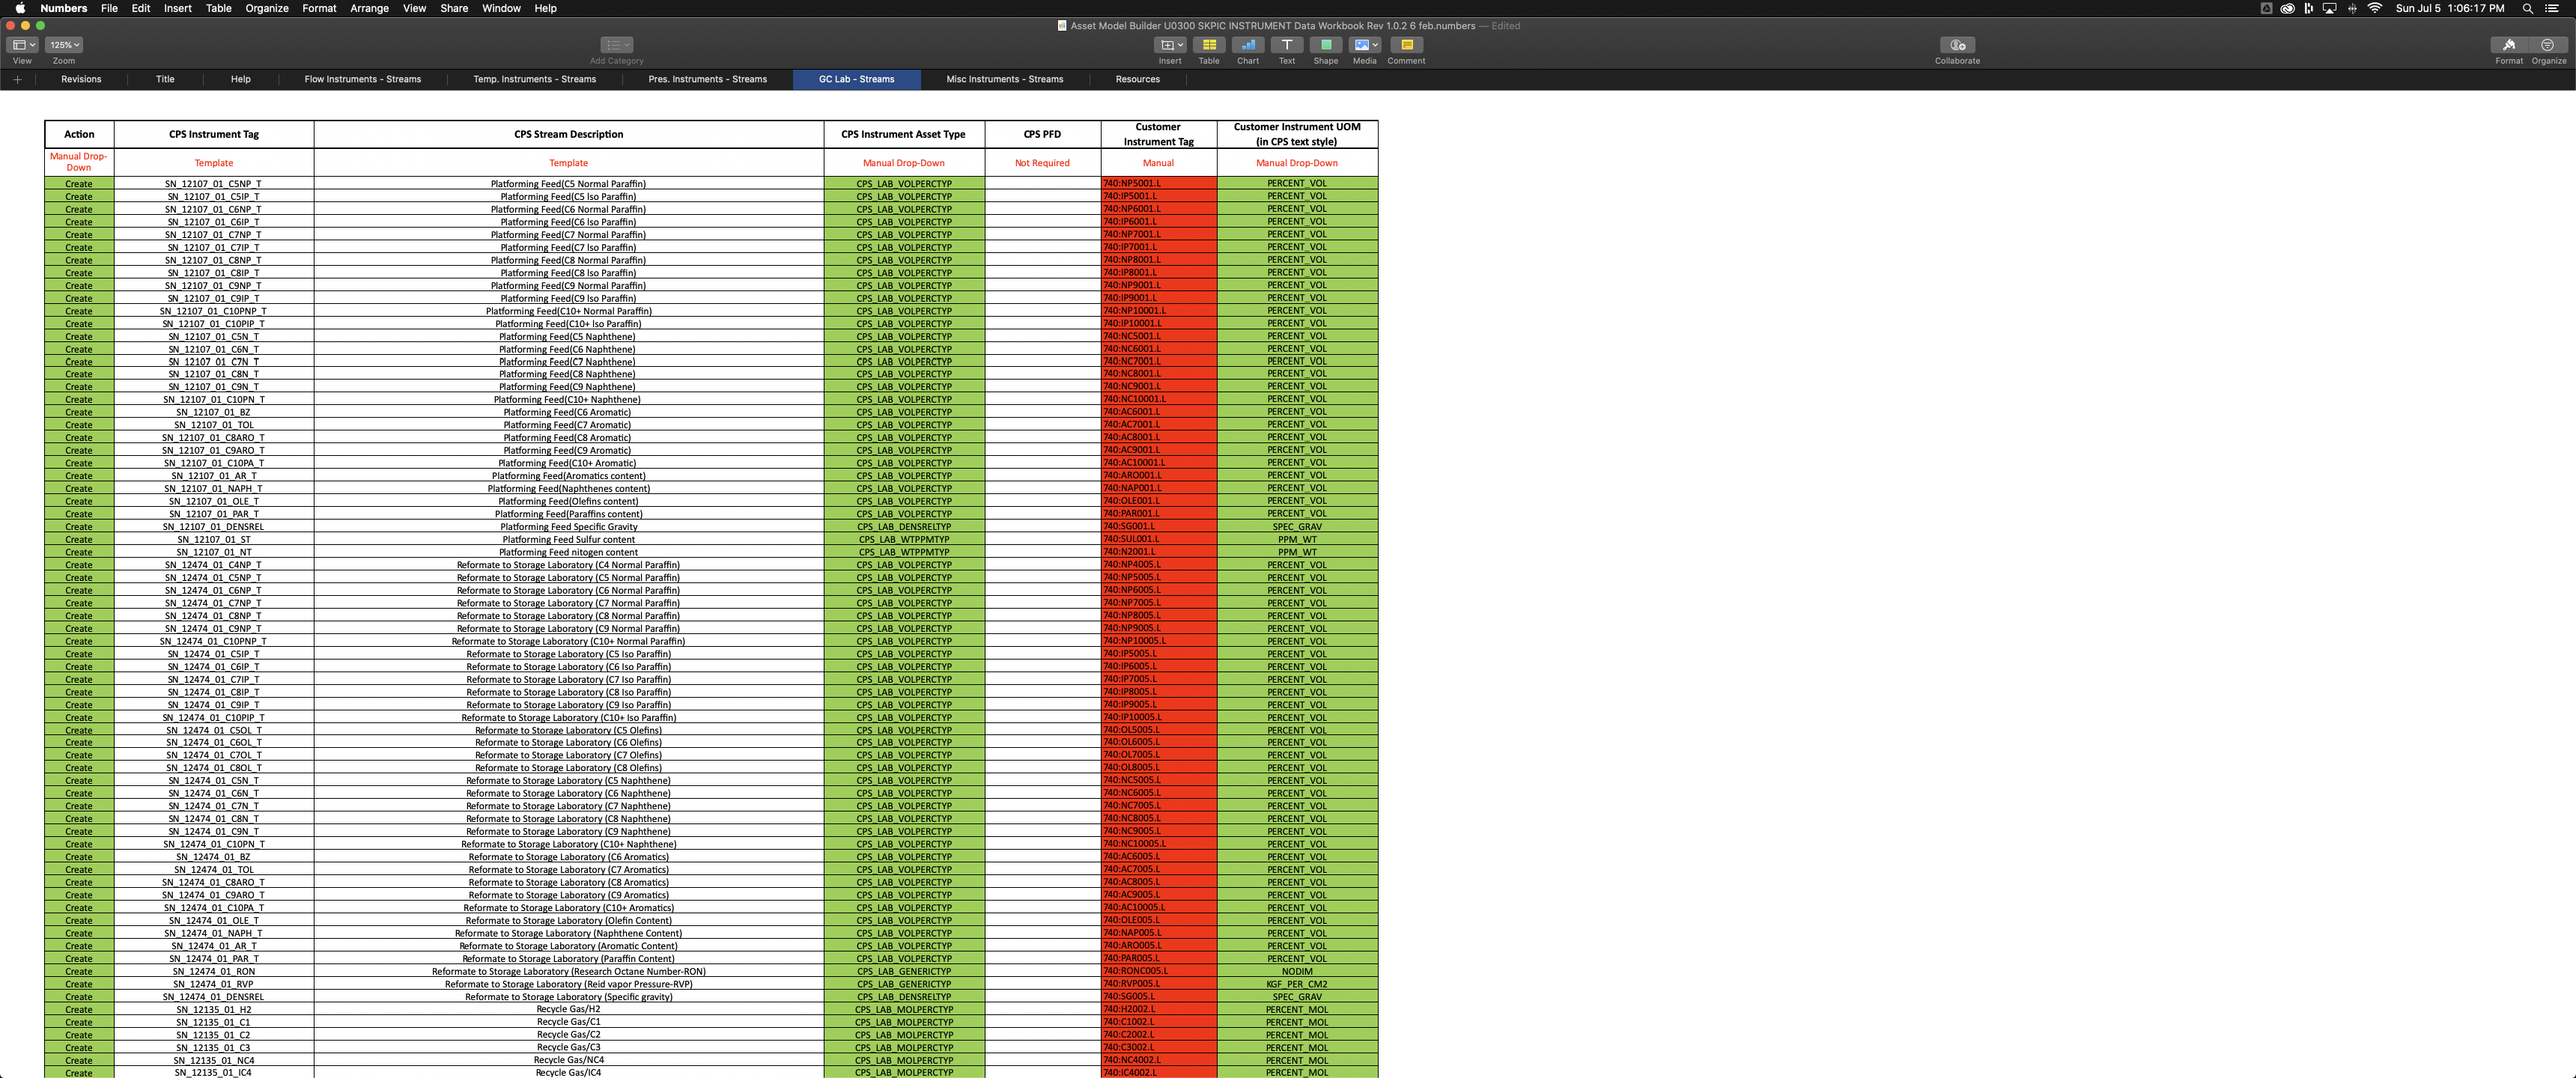 Numbers File Edit Insert Table Organize Format Arrange View Share Window Help Sun Jul 5 1:06:17 PM
Asset Model Builder U0300 SKPIC INSTRUMENT Data Workbook Rev 1.0.2 6 feb.numbers — Edited
125%
View Zoom Add Category Insert Table Chart Text Shape Media Comment Collaborate Format Organize
Revisions Title Help Flow Instruments - Streams Temp. Instruments - Streams Pres. Instruments - Streams GC Lab - Streams Misc Instruments - Streams Resources
Action CPS Instrument Tag CPS Stream Description CPS Instrument Asset Type CPS PFD Customer Instrument Tag Customer Instrument UOM (in CPS text style)
Manual Drop-Down Template Template Manual Drop-Down Not Required Manual Manual Drop-Down
Create SN_12107_01_C5NP_T Platforming Feed(C5 Normal Paraffin) CPS_LAB_VOLPERCTYP 740:NP5001.L PERCENT_VOL
Create SN_12107_01_C5IP_T Platforming Feed(C5 Iso Paraffin) CPS_LAB_VOLPERCTYP 740:IP5001.L PERCENT_VOL
Create SN_12107_01_C6NP_T Platforming Feed(C6 Normal Paraffin) CPS_LAB_VOLPERCTYP 740:NP6001.L PERCENT_VOL
Create SN_12107_01_C6IP_T Platforming Feed(C6 Iso Paraffin) CPS_LAB_VOLPERCTYP 740:IP6001.L PERCENT_VOL
Create SN_12107_01_C7NP_T Platforming Feed(C7 Normal Paraffin) CPS_LAB_VOLPERCTYP 740:NP7001.L PERCENT_VOL
Create SN_12107_01_C7IP_T Platforming Feed(C7 Iso Paraffin) CPS_LAB_VOLPERCTYP 740:IP7001.L PERCENT_VOL
Create SN_12107_01_C8NP_T Platforming Feed(C8 Normal Paraffin) CPS_LAB_VOLPERCTYP 740:NP8001.L PERCENT_VOL
Create SN_12107_01_C8IP_T Platforming Feed(C8 Iso Paraffin) CPS_LAB_VOLPERCTYP 740:IP8001.L PERCENT_VOL
Create SN_12107_01_C9NP_T Platforming Feed(C9 Normal Paraffin) CPS_LAB_VOLPERCTYP 740:NP9001.L PERCENT_VOL
Create SN_12107_01_C9IP_T Platforming Feed(C9 Iso Paraffin) CPS_LAB_VOLPERCTYP 740:IP9001.L PERCENT_VOL
Create SN_12107_01_C10PNP_T Platforming Feed(C10+ Normal Paraffin) CPS_LAB_VOLPERCTYP 740:NP10001.L PERCENT_VOL
Create SN_12107_01_C10PIP_T Platforming Feed(C10+ Iso Paraffin) CPS_LAB_VOLPERCTYP 740:IP10001.L PERCENT_VOL
Create SN_12107_01_C5N_T Platforming Feed(C5 Naphthene) CPS_LAB_VOLPERCTYP 740:NC5001.L PERCENT_VOL
Create SN_12107_01_C6N_T Platforming Feed(C6 Naphthene) CPS_LAB_VOLPERCTYP 740:NC6001.L PERCENT_VOL
Create SN_12107_01_C7N_T Platforming Feed(C7 Naphthene) CPS_LAB_VOLPERCTYP 740:NC7001.L PERCENT_VOL
Create SN_12107_01_C8N_T Platforming Feed(C8 Naphthene) CPS_LAB_VOLPERCTYP 740:NC8001.L PERCENT_VOL
Create SN_12107_01_C9N_T Platforming Feed(C9 Naphthene) CPS_LAB_VOLPERCTYP 740:NC9001.L PERCENT_VOL
Create SN_12107_01_C10PN_T Platforming Feed(C10+ Naphthene) CPS_LAB_VOLPERCTYP 740:NC10001.L PERCENT_VOL
Create SN_12107_01_BZ Platforming Feed(C6 Aromatic) CPS_LAB_VOLPERCTYP 740:AC6001.L PERCENT_VOL
Create SN_12107_01_TOL Platforming Feed(C7 Aromatic) CPS_LAB_VOLPERCTYP 740:AC7001.L PERCENT_VOL
Create SN_12107_01_C8ARO_T Platforming Feed(C8 Aromatic) CPS_LAB_VOLPERCTYP 740:AC8001.L PERCENT_VOL
Create SN_12107_01_C9ARO_T Platforming Feed(C9 Aromatic) CPS_LAB_VOLPERCTYP 740:AC9001.L PERCENT_VOL
Create SN_12107_01_C10PA_T Platforming Feed(C10+ Aromatic) CPS_LAB_VOLPERCTYP 740:AC10001.L PERCENT_VOL
Create SN_12107_01_AR_T Platforming Feed(Aromatics content) CPS_LAB_VOLPERCTYP 740:ARO001.L PERCENT_VOL
Create SN_12107_01_NAPH_T Platforming Feed(Naphthenes content) CPS_LAB_VOLPERCTYP 740:NAP001.L PERCENT_VOL
Create SN_12107_01_OLE_T Platforming Feed(Olefins content) CPS_LAB_VOLPERCTYP 740:OLE001.L PERCENT_VOL
Create SN_12107_01_PAR_T Platforming Feed(Paraffins content) CPS_LAB_VOLPERCTYP 740:PAR001.L PERCENT_VOL
Create SN_12107_01_DENSREL Platforming Feed Specific Gravity CPS_LAB_DENSRELTYP 740:SG001.L SPEC_GRAV
Create SN_12107_01_ST Platforming Feed Sulfur content CPS_LAB_WTPPMTYP 740:SUL001.L PPM_WT
Create SN_12107_01_NT Platforming Feed nitogen content CPS_LAB_WTPPMTYP 740:N2001.L PPM_WT
Create SN_12474_01_C4NP_T Reformate to Storage Laboratory (C4 Normal Paraffin) CPS_LAB_VOLPERCTYP 740:NP4005.L PERCENT_VOL
Create SN_12474_01_C5NP_T Reformate to Storage Laboratory (C5 Normal Paraffin) CPS_LAB_VOLPERCTYP 740:NP5005.L PERCENT_VOL
Create SN_12474_01_C6NP_T Reformate to Storage Laboratory (C6 Normal Paraffin) CPS_LAB_VOLPERCTYP 740:NP6005.L PERCENT_VOL
Create SN_12474_01_C7NP_T Reformate to Storage Laboratory (C7 Normal Paraffin) CPS_LAB_VOLPERCTYP 740:NP7005.L PERCENT_VOL
Create SN_12474_01_C8NP_T Reformate to Storage Laboratory (C8 Normal Paraffin) CPS_LAB_VOLPERCTYP 740:NP8005.L PERCENT_VOL
Create SN_12474_01_C9NP_T Reformate to Storage Laboratory (C9 Normal Paraffin) CPS_LAB_VOLPERCTYP 740:NP9005.L PERCENT_VOL
Create SN_12474_01_C10PNP_T Reformate to Storage Laboratory (C10+ Normal Paraffin) CPS_LAB_VOLPERCTYP 740:NP10005.L PERCENT_VOL
Create SN_12474_01_C5IP_T Reformate to Storage Laboratory (C5 Iso Paraffin) CPS_LAB_VOLPERCTYP 740:IP5005.L PERCENT_VOL
Create SN_12474_01_C6IP_T Reformate to Storage Laboratory (C6 Iso Paraffin) CPS_LAB_VOLPERCTYP 740:IP6005.L PERCENT_VOL
Create SN_12474_01_C7IP_T Reformate to Storage Laboratory (C7 Iso Paraffin) CPS_LAB_VOLPERCTYP 740:IP7005.L PERCENT_VOL
Create SN_12474_01_C8IP_T Reformate to Storage Laboratory (C8 Iso Paraffin) CPS_LAB_VOLPERCTYP 740:IP8005.L PERCENT_VOL
Create SN_12474_01_C9IP_T Reformate to Storage Laboratory (C9 Iso Paraffin) CPS_LAB_VOLPERCTYP 740:IP9005.L PERCENT_VOL
Create SN_12474_01_C10PIP_T Reformate to Storage Laboratory (C10+ Iso Paraffin) CPS_LAB_VOLPERCTYP 740:IP10005.L PERCENT_VOL
Create SN_12474_01_C5OL_T Reformate to Storage Laboratory (C5 Olefins) CPS_LAB_VOLPERCTYP 740:OL5005.L PERCENT_VOL
Create SN_12474_01_C6OL_T Reformate to Storage Laboratory (C6 Olefins) CPS_LAB_VOLPERCTYP 740:OL6005.L PERCENT_VOL
Create SN_12474_01_C7OL_T Reformate to Storage Laboratory (C7 Olefins) CPS_LAB_VOLPERCTYP 740:OL7005.L PERCENT_VOL
Create SN_12474_01_C8OL_T Reformate to Storage Laboratory (C8 Olefins) CPS_LAB_VOLPERCTYP 740:OL8005.L PERCENT_VOL
Create SN_12474_01_C5N_T Reformate to Storage Laboratory (C5 Naphthene) CPS_LAB_VOLPERCTYP 740:NC5005.L PERCENT_VOL
Create SN_12474_01_C6N_T Reformate to Storage Laboratory (C6 Naphthene) CPS_LAB_VOLPERCTYP 740:NC6005.L PERCENT_VOL
Create SN_12474_01_C7N_T Reformate to Storage Laboratory (C7 Naphthene) CPS_LAB_VOLPERCTYP 740:NC7005.L PERCENT_VOL
Create SN_12474_01_C8N_T Reformate to Storage Laboratory (C8 Naphthene) CPS_LAB_VOLPERCTYP 740:NC8005.L PERCENT_VOL
Create SN_12474_01_C9N_T Reformate to Storage Laboratory (C9 Naphthene) CPS_LAB_VOLPERCTYP 740:NC9005.L PERCENT_VOL
Create SN_12474_01_C10PN_T Reformate to Storage Laboratory (C10+ Naphthene) CPS_LAB_VOLPERCTYP 740:NC10005.L PERCENT_VOL
Create SN_12474_01_BZ Reformate to Storage Laboratory (C6 Aromatics) CPS_LAB_VOLPERCTYP 740:AC6005.L PERCENT_VOL
Create SN_12474_01_TOL Reformate to Storage Laboratory (C7 Aromatics) CPS_LAB_VOLPERCTYP 740:AC7005.L PERCENT_VOL
Create SN_12474_01_C8ARO_T Reformate to Storage Laboratory (C8 Aromatics) CPS_LAB_VOLPERCTYP 740:AC8005.L PERCENT_VOL
Create SN_12474_01_C9ARO_T Reformate to Storage Laboratory (C9 Aromatics) CPS_LAB_VOLPERCTYP 740:AC9005.L PERCENT_VOL
Create SN_12474_01_C10PA_T Reformate to Storage Laboratory (C10+ Aromatics) CPS_LAB_VOLPERCTYP 740:AC10005.L PERCENT_VOL
Create SN_12474_01_OLE_T Reformate to Storage Laboratory (Olefin Content) CPS_LAB_VOLPERCTYP 740:OLE005.L PERCENT_VOL
Create SN_12474_01_NAPH_T Reformate to Storage Laboratory (Naphthene Content) CPS_LAB_VOLPERCTYP 740:NAP005.L PERCENT_VOL
Create SN_12474_01_AR_T Reformate to Storage Laboratory (Aromatic Content) CPS_LAB_VOLPERCTYP 740:ARO005.L PERCENT_VOL
Create SN_12474_01_PAR_T Reformate to Storage Laboratory (Paraffin Content) CPS_LAB_VOLPERCTYP 740:PAR005.L PERCENT_VOL
Create SN_12474_01_RON Reformate to Storage Laboratory (Research Octane Number-RON) CPS_LAB_GENERICTYP 740:RONC005.L NODIM
Create SN_12474_01_RVP Reformate to Storage Laboratory (Reid vapor Pressure-RVP) CPS_LAB_GENERICTYP 740:RVP005.L KGF_PER_CM2
Create SN_12474_01_DENSREL Reformate to Storage Laboratory (Specific gravity) CPS_LAB_DENSRELTYP 740:SG005.L SPEC_GRAV
Create SN_12135_01_H2 Recycle Gas/H2 CPS_LAB_MOLPERCTYP 740:H2002.L PERCENT_MOL
Create SN_12135_01_C1 Recycle Gas/C1 CPS_LAB_MOLPERCTYP 740:C1002.L PERCENT_MOL
Create SN_12135_01_C2 Recycle Gas/C2 CPS_LAB_MOLPERCTYP 740:C2002.L PERCENT_MOL
Create SN_12135_01_C3 Recycle Gas/C3 CPS_LAB_MOLPERCTYP 740:C3002.L PERCENT_MOL
Create SN_12135_01_NC4 Recycle Gas/NC4 CPS_LAB_MOLPERCTYP 740:NC4002.L PERCENT_MOL
Create SN_12135_01_IC4 Recycle Gas/IC4 CPS_LAB_MOLPERCTYP 740:IC4002.L PERCENT_MOL